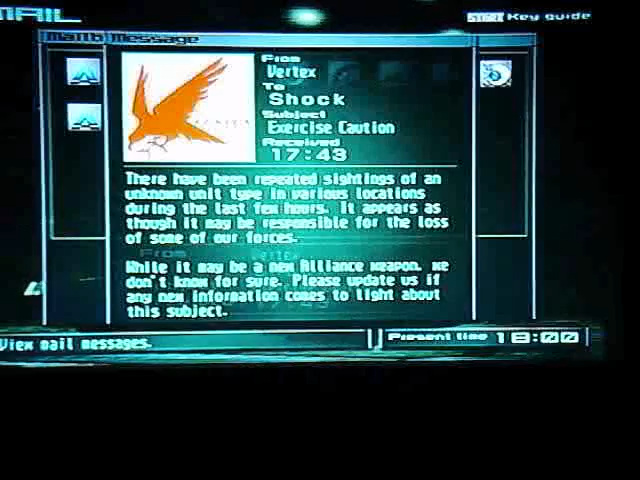 MAIL
START Key guide
Mail6 Message
From
Vertex
To
Shock
Subject
Exercise Caution
Received
17:43
There have been repeated sightings of an
unknown unit type in various locations
during the last few hours. It appears as
though it may be responsible for the loss
of some of our forces.
While it may be a new Alliance weapon, we
don't know for sure. Please update us if
any new information comes to light about
this subject.
View mail messages.
Present time 18:00